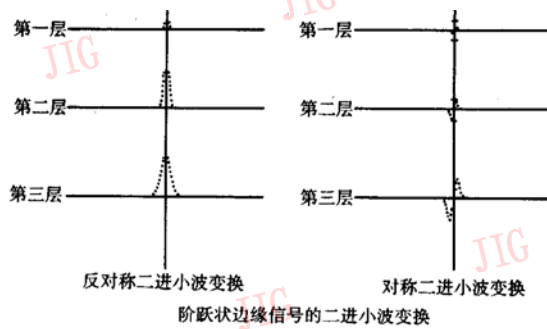 JIG
第一层
第一层
JIG
第二层
第二层
第三层
第三层
JIG
反对称二进小波变换
对称二进小波变换
JIG
阶跃状边缘信号的二进小波变换